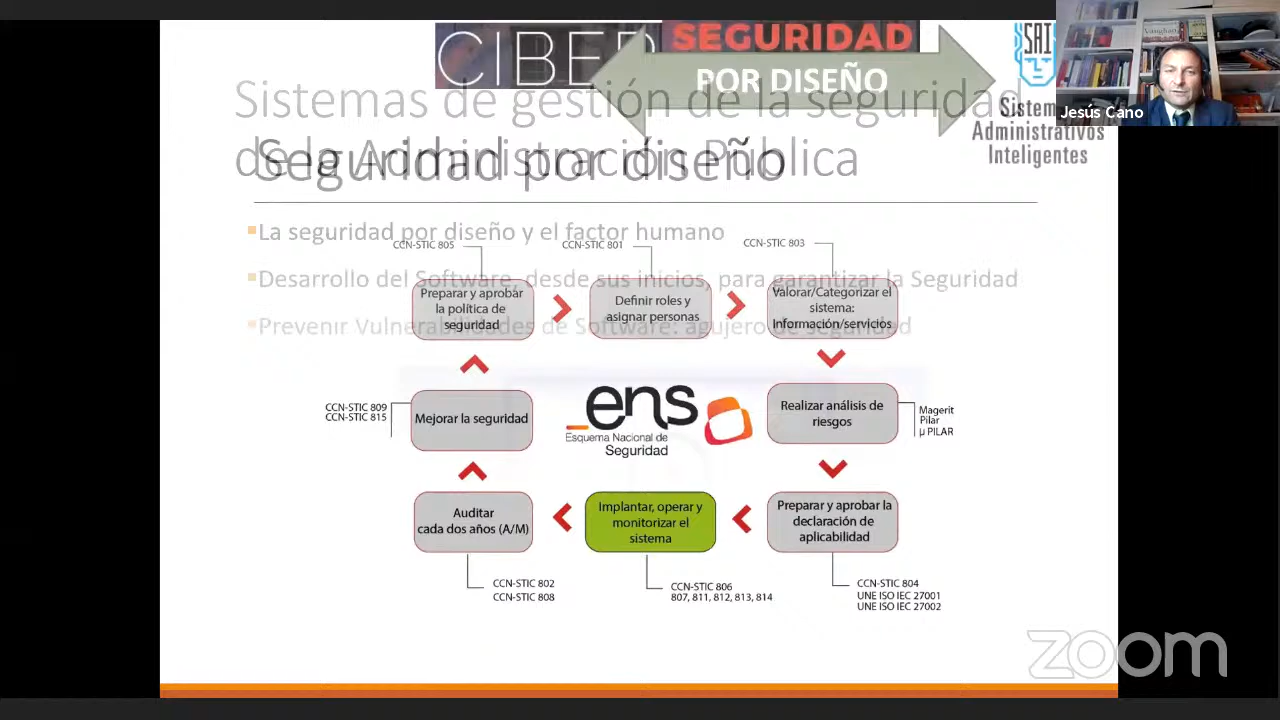 CIBER
SEGURIDAD
POR DISEÑO
SAI
Sistemas
Administrativos
Inteligentes
Jesús Cano
Sistemas de gestión de la seguridad
de la Administración Pública
Seguridad por diseño
La seguridad por diseño y el factor humano
Desarrollo del Software, desde sus inicios, para garantizar la Seguridad
Prevenir Vulnerabilidades de Software: agujero de seguridad
CCN-STIC 805
CCN-STIC 801
CCN-STIC 803
Preparar y aprobar
la política de
seguridad
Definir roles y
asignar personas
Valorar/Categorizar el
sistema:
Información/servicios
CCN-STIC 809
CCN-STIC 815
Mejorar la seguridad
_ens
Esquema Nacional de
Seguridad
Realizar análisis de
riesgos
Magerit
Pilar
µ PILAR
Auditar
cada dos años (A/M)
Implantar, operar y
monitorizar el
sistema
Preparar y aprobar la
declaración de
aplicabilidad
CCN-STIC 802
CCN-STIC 808
CCN-STIC 806
807, 811, 812, 813, 814
CCN-STIC 804
UNE ISO IEC 27001
UNE ISO IEC 27002
zoom